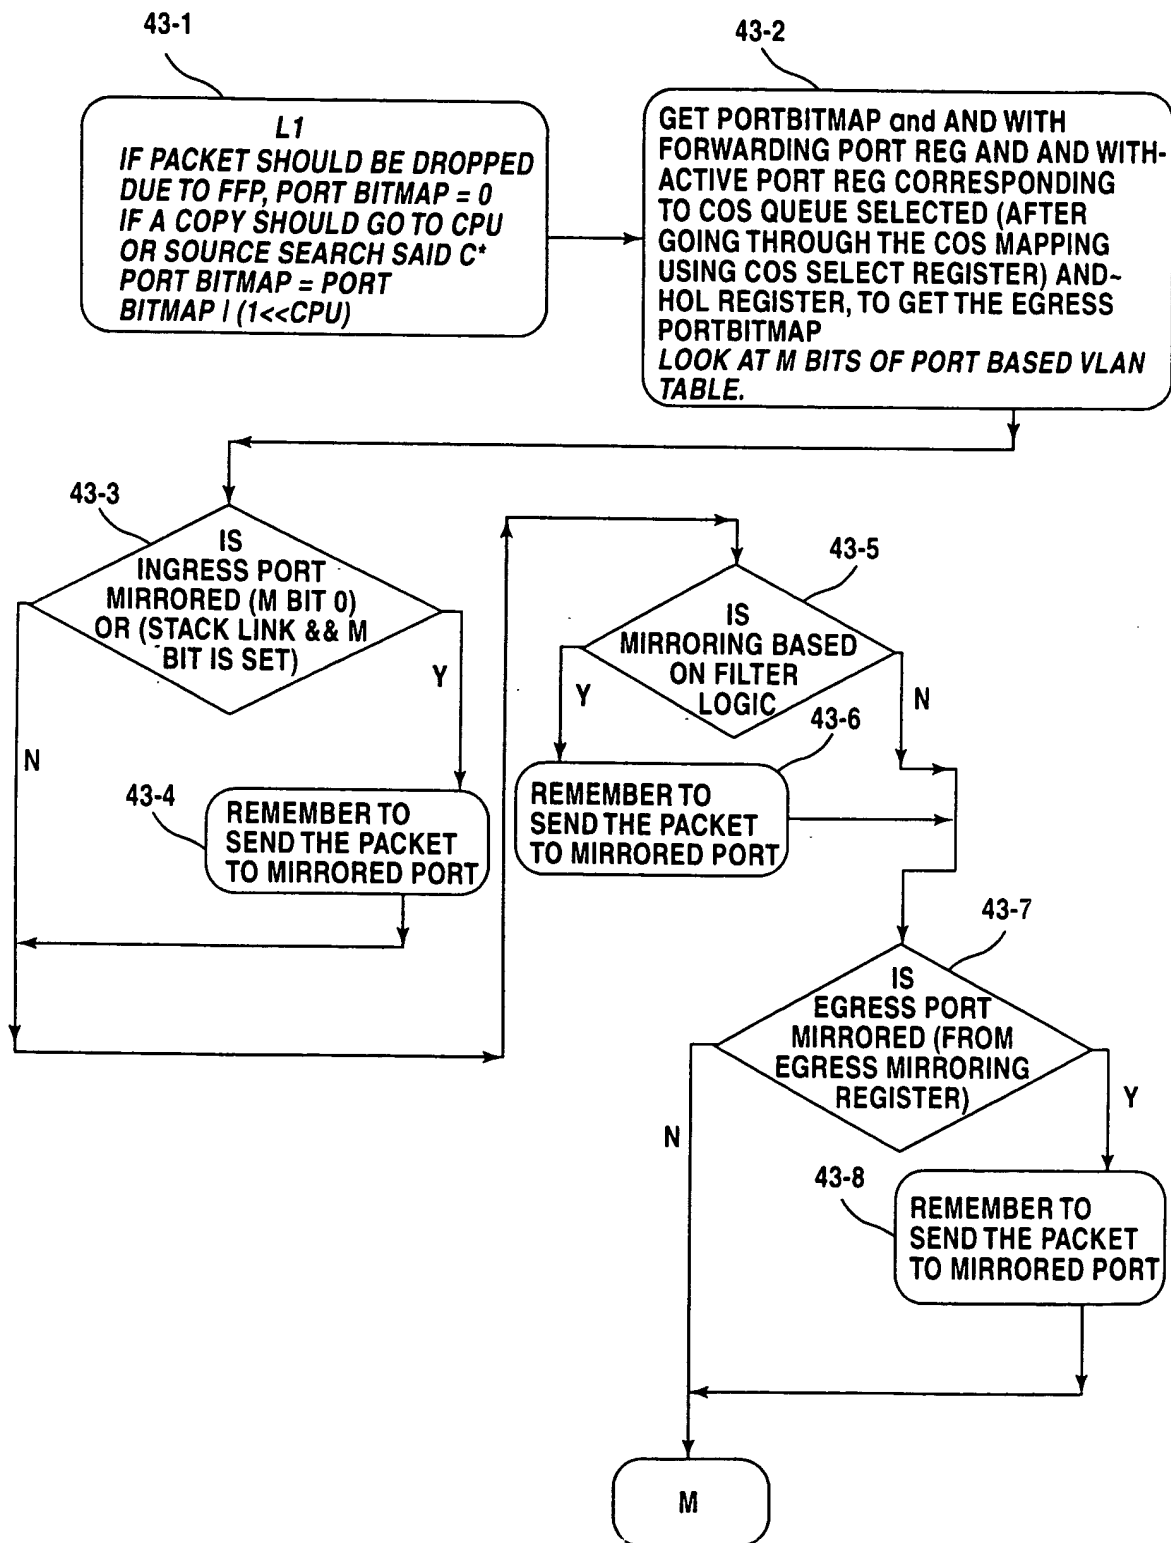 43-1
L1
IF PACKET SHOULD BE DROPPED
DUE TO FFP, PORT BITMAP = 0
IF A COPY SHOULD GO TO CPU
OR SOURCE SEARCH SAID C*
PORT BITMAP = PORT
BITMAP | (1<<CPU)
43-2
GET PORTBITMAP and AND WITH
FORWARDING PORT REG AND AND WITH-
ACTIVE PORT REG CORRESPONDING
TO COS QUEUE SELECTED (AFTER
GOING THROUGH THE COS MAPPING
USING COS SELECT REGISTER) AND~
HOL REGISTER, TO GET THE EGRESS
PORTBITMAP
LOOK AT M BITS OF PORT BASED VLAN
TABLE.
43-3
IS
INGRESS PORT
MIRRORED (M BIT 0)
OR (STACK LINK && M
BIT IS SET)
Y
N
43-4
REMEMBER TO
SEND THE PACKET
TO MIRRORED PORT
43-5
IS
MIRRORING BASED
ON FILTER
LOGIC
Y
N
43-6
REMEMBER TO
SEND THE PACKET
TO MIRRORED PORT
43-7
IS
EGRESS PORT
MIRRORED (FROM
EGRESS MIRRORING
REGISTER)
N
Y
43-8
REMEMBER TO
SEND THE PACKET
TO MIRRORED PORT
M